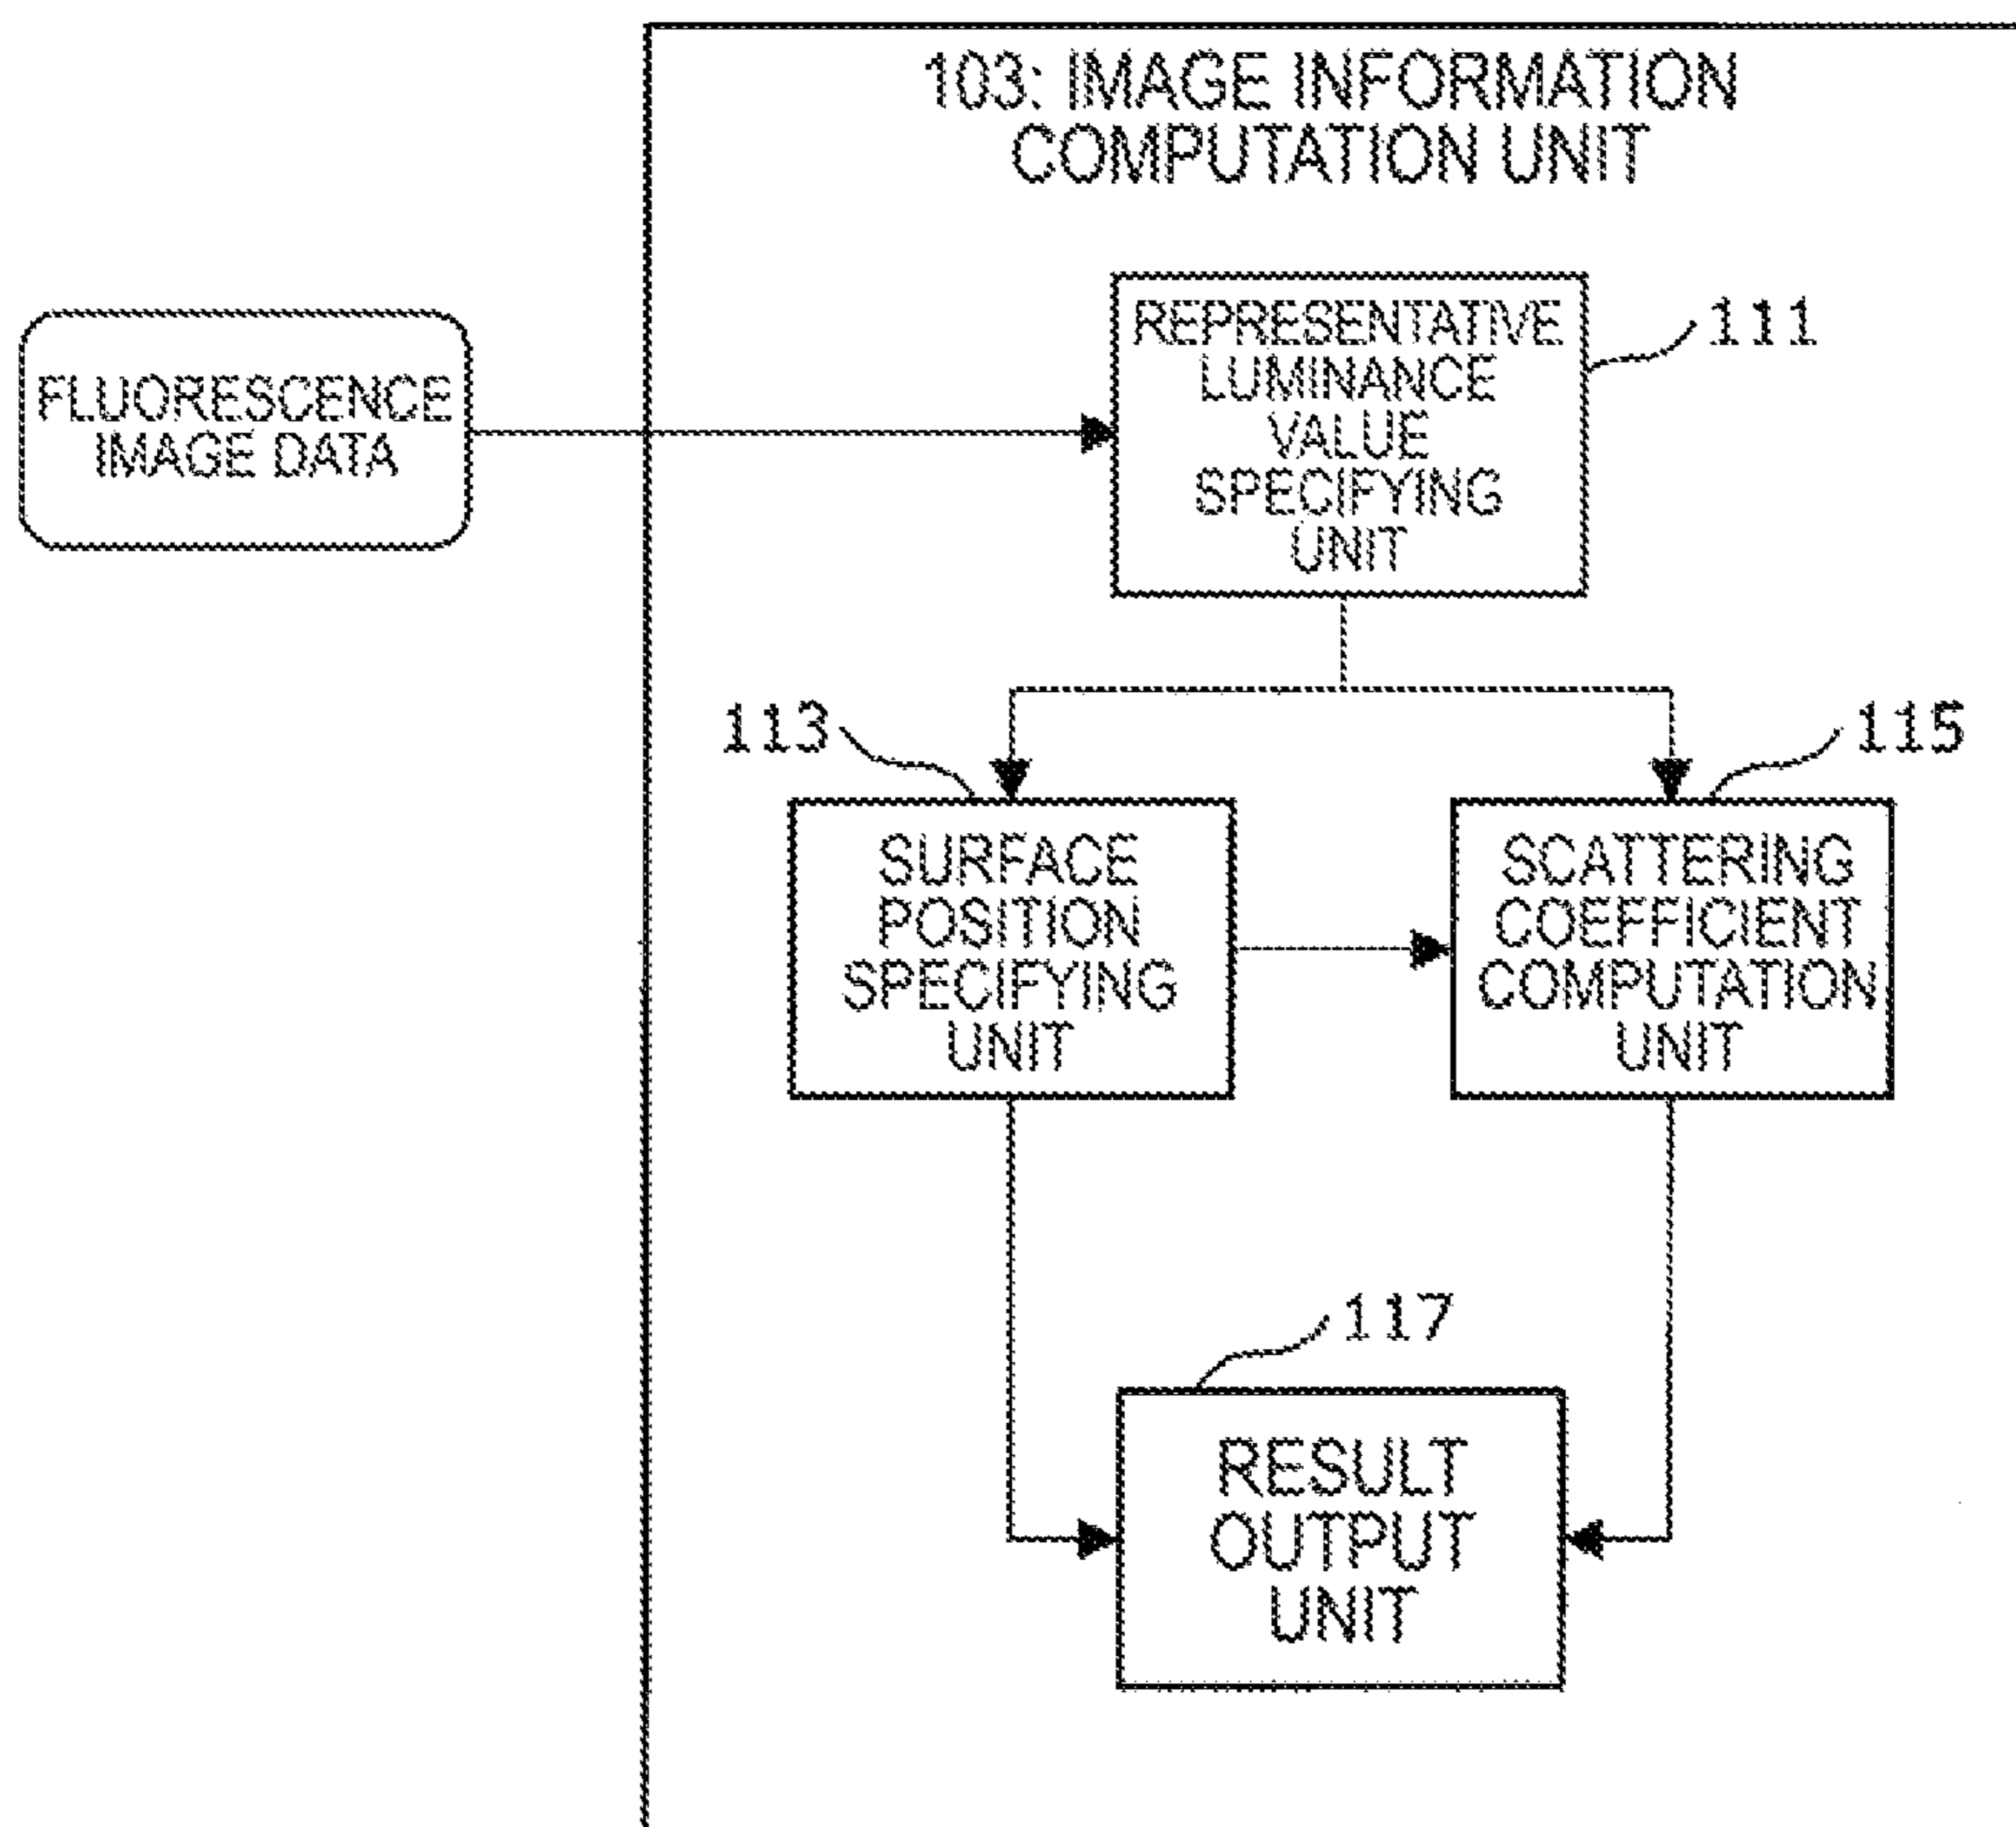 103: IMAGE INFORMATION
COMPUTATION UNIT
FLUORESCENCE
IMAGE DATA
REPRESENTATIVE
LUMINANCE
VALUE
SPECIFYING
UNIT
111
113
115
SURFACE
POSITION
SPECIFYING
UNIT
SCATTERING
COEFFICIENT
COMPUTATION
UNIT
117
RESULT
OUTPUT
UNIT